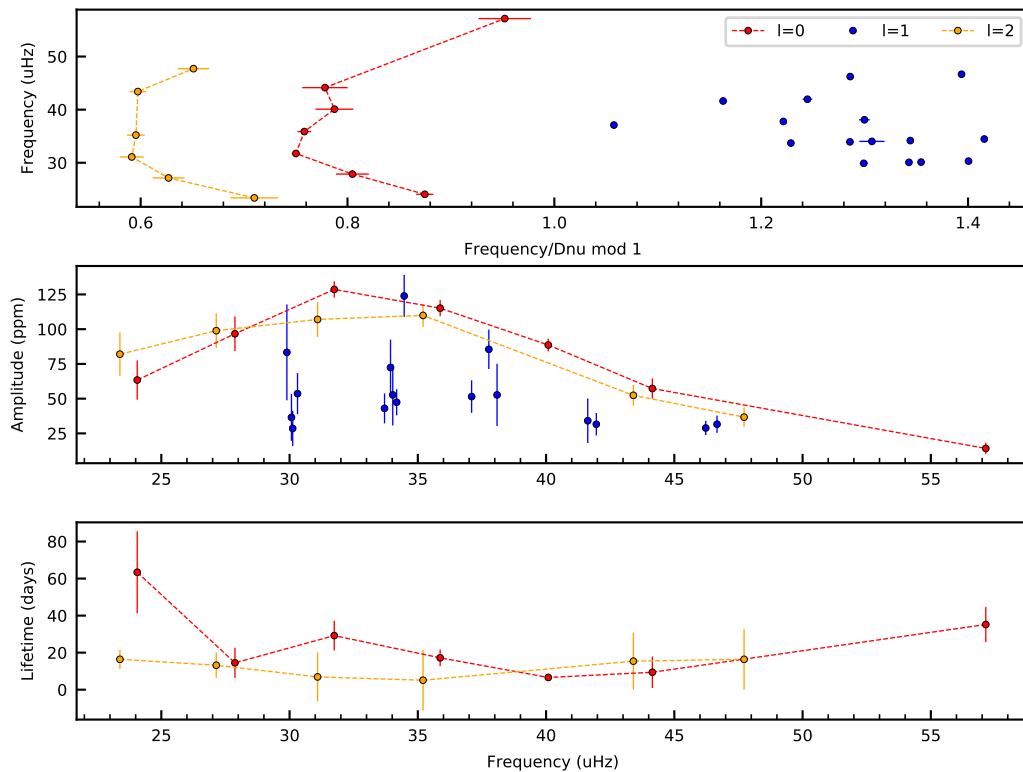 l=0 l=1 l=2
Frequency (uHz)
50
40
30
0.6 0.8 1.0 1.2 1.4
Frequency/Dnu mod 1
Amplitude (ppm)
125
100
75
50
25
25 30 35 40 45 50 55
Lifetime (days)
80
60
40
20
0
25 30 35 40 45 50 55
Frequency (uHz)